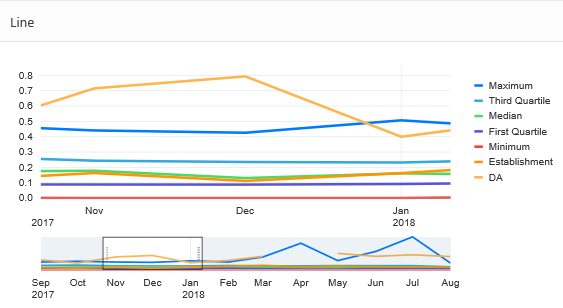 Line
0.8
0.7
0.6
0.5
0.4
0.3
0.2
0.1
0.0
Nov Dec Jan
2017 2018
Maximum
Third Quartile
Median
First Quartile
Minimum
Establishment
DA
Sep Oct Nov Dec Jan Feb Mar Apr May Jun Jul Aug
2017 2018